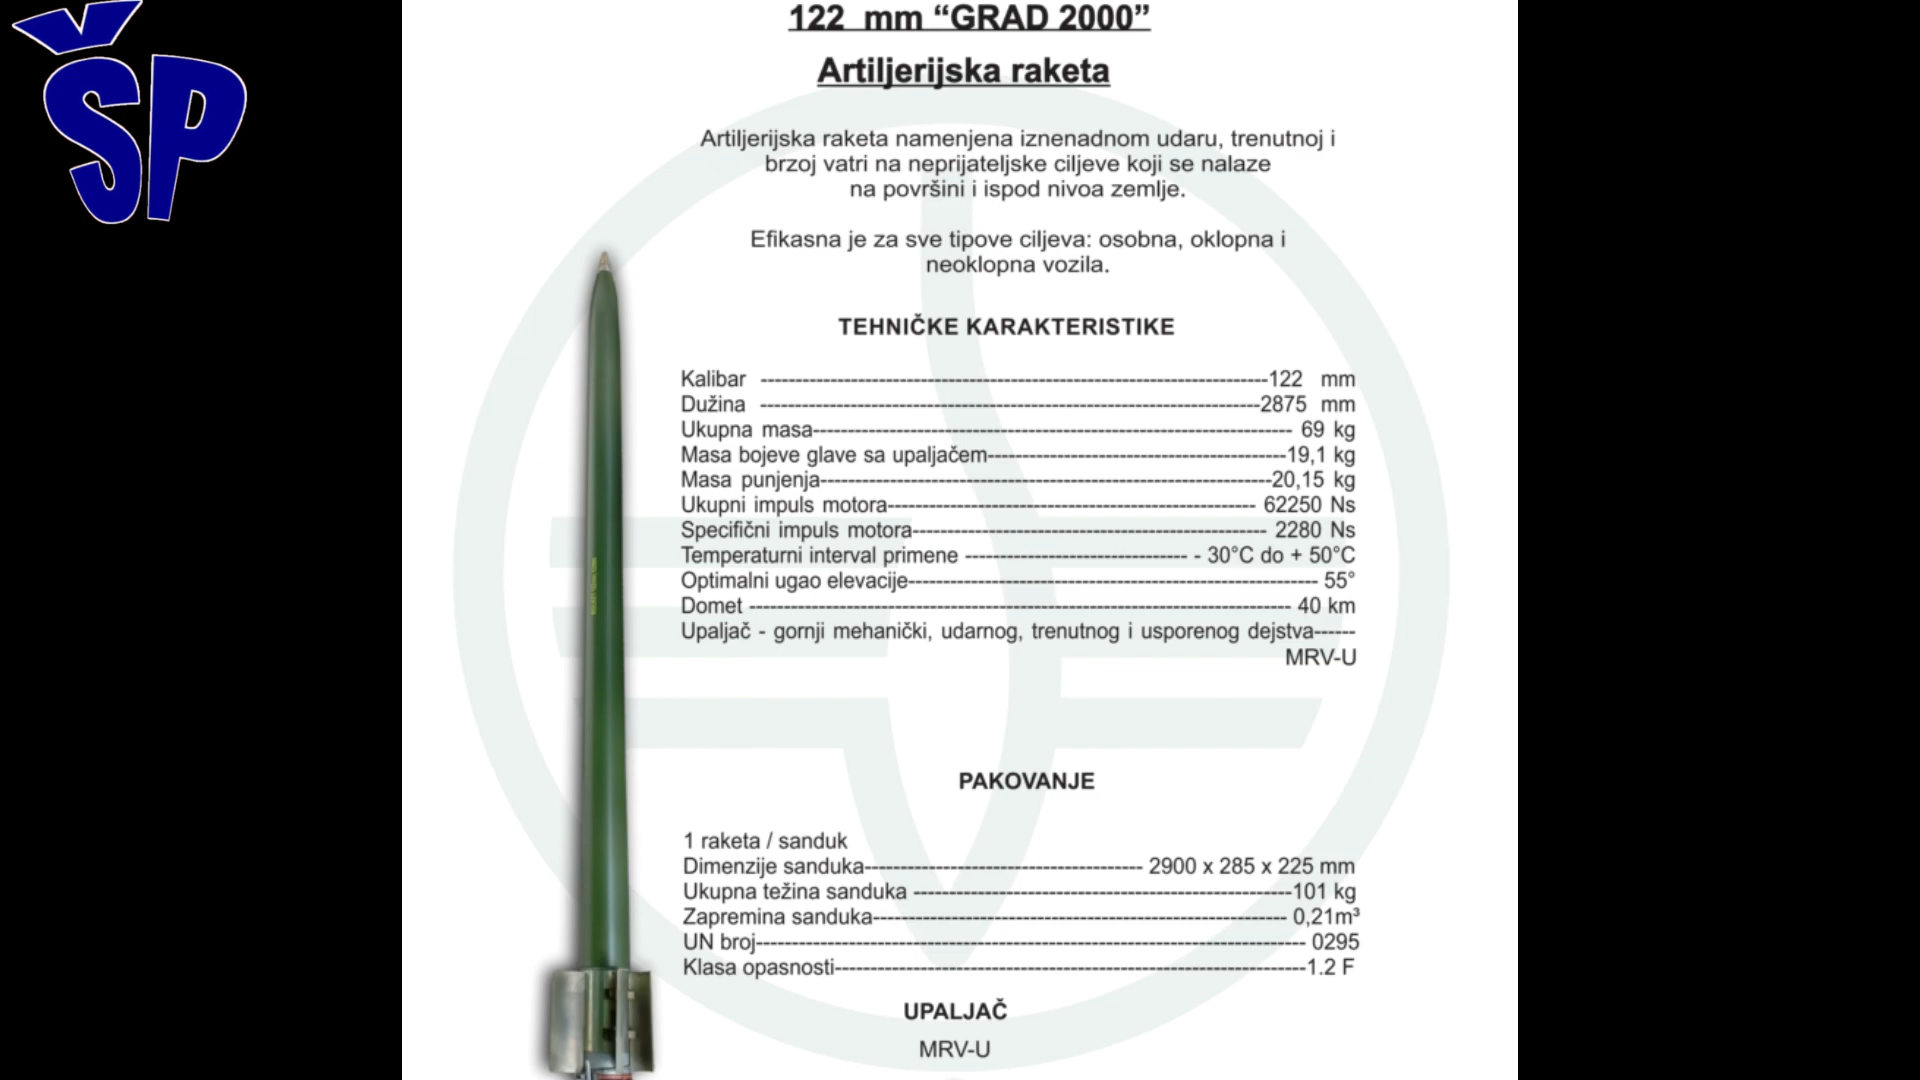 ŠP
122 mm “GRAD 2000”
Artiljerijska raketa
Artiljerijska raketa namenjena iznenadnom udaru, trenutnoj i
brzoj vatri na neprijateljske ciljeve koji se nalaze
na površini i ispod nivoa zemlje.
Efikasna je za sve tipove ciljeva: osobna, oklopna i
neoklopna vozila.
TEHNIČKE KARAKTERISTIKE
Kalibar ----------122 mm
Dužina ----------2875 mm
Ukupna masa---------- 69 kg
Masa bojeve glave sa upaljačem----------19,1 kg
Masa punjenja----------20,15 kg
Ukupni impuls motora---------- 62250 Ns
Specifični impuls motora---------- 2280 Ns
Temperaturni interval primene ---------- - 30°C do + 50°C
Optimalni ugao elevacije---------- 55°
Domet ---------- 40 km
Upaljač - gornji mehanički, udarnog, trenutnog i usporenog dejstva------
MRV-U
PAKOVANJE
1 raketa / sanduk
Dimenzije sanduka---------- 2900 x 285 x 225 mm
Ukupna težina sanduka ----------101 kg
Zapremina sanduka---------- 0,21m³
UN broj---------- 0295
Klasa opasnosti----------1.2 F
UPALJAČ
MRV-U